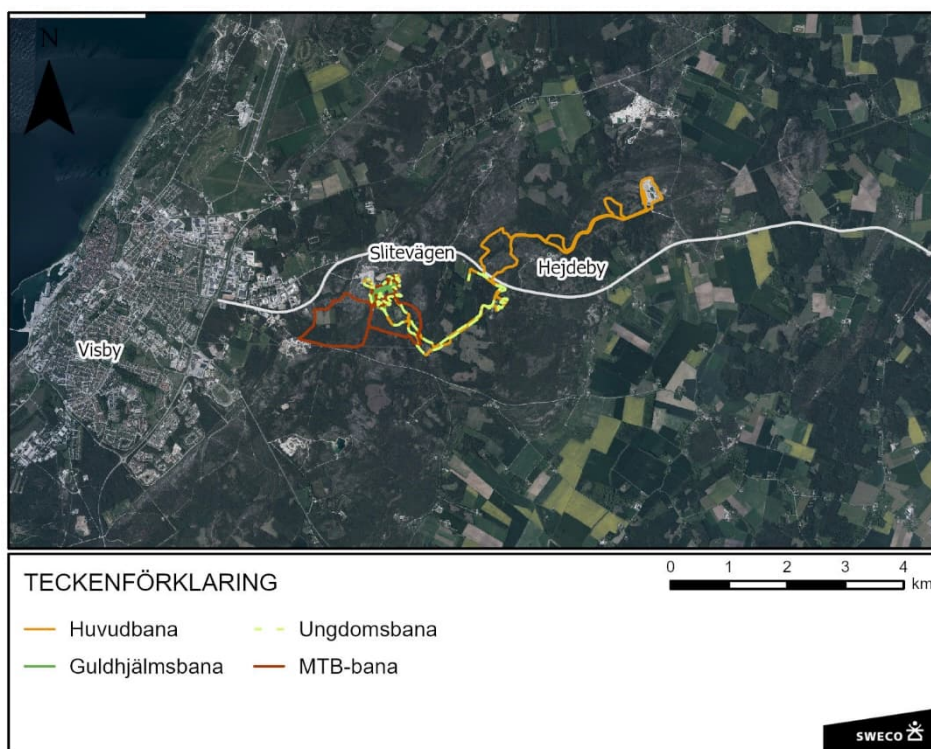 N
Slitevägen
Hejdeby
Visby
TECKENFÖRKLARING
0 1 2 3 4
km
Huvudbana
Ungdomsbana
Guldhjälmsbana
MTB-bana
SWECO